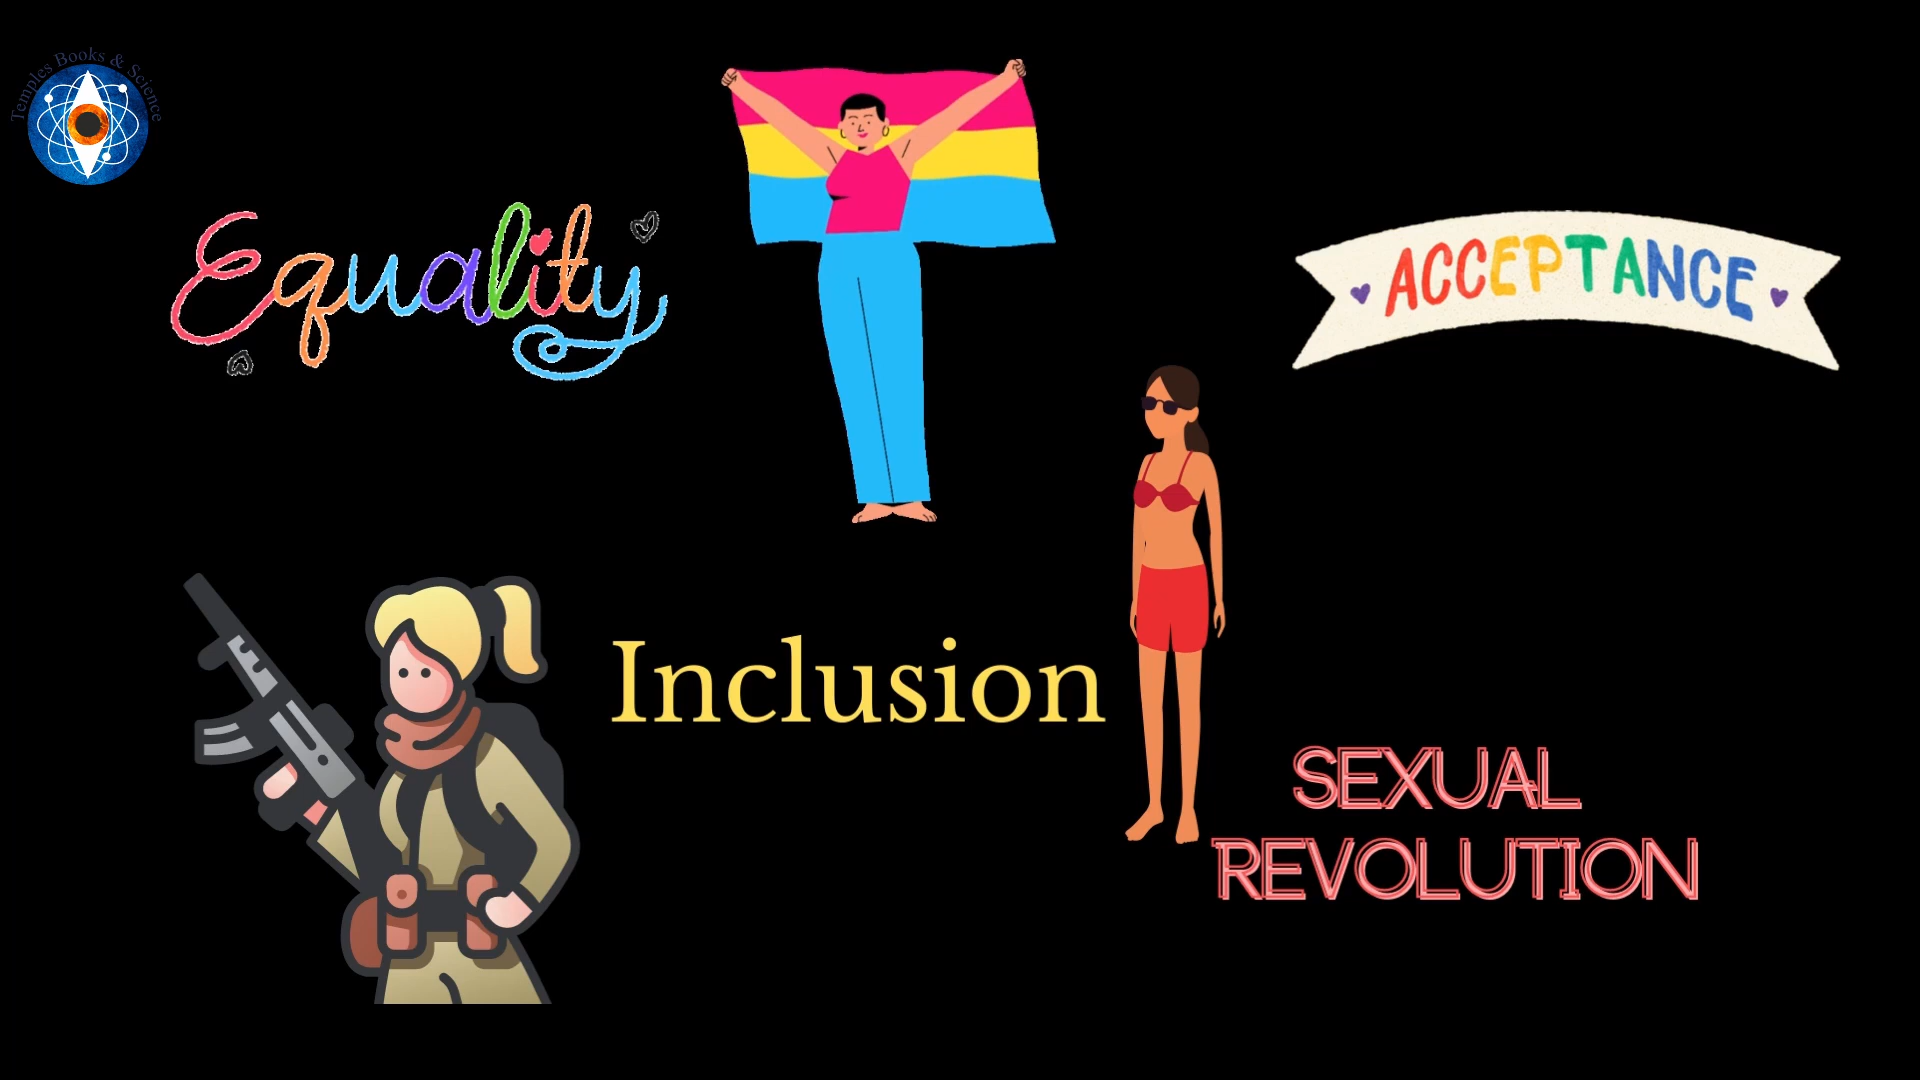 Temples Books & Science
Equality
ACCEPTANCE
Inclusion
SEXUAL
REVOLUTION